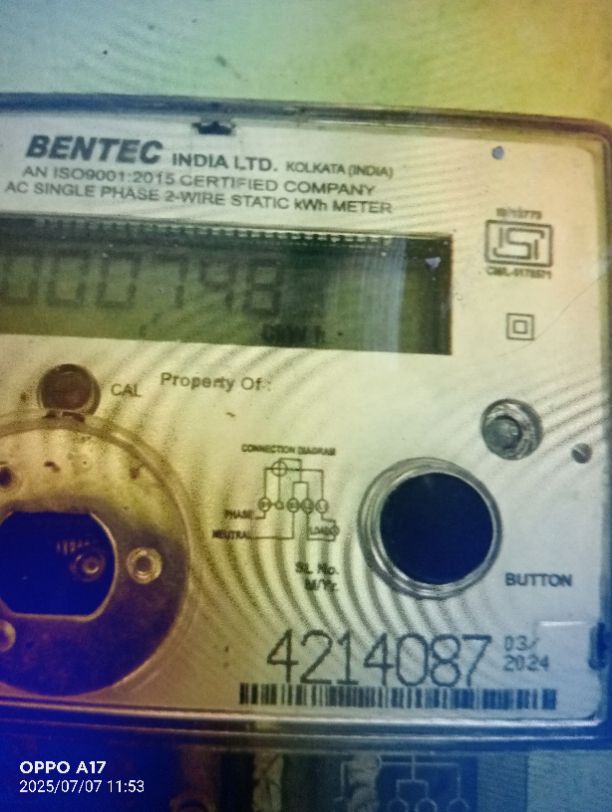 BENTEC INDIA LTD. KOLKATA (INDIA)
AN ISO9001:2015 CERTIFIED COMPANY
AC SINGLE PHASE 2-WIRE STATIC kWh METER
000798
kWh
CAL
Property Of :
CONNECTION DIAGRAM
PHASE
NEUTRAL
LOAD
SL. No.
M/Yr.
BUTTON
4214087
03/
2024
OPPO A17
2025/07/07 11:53